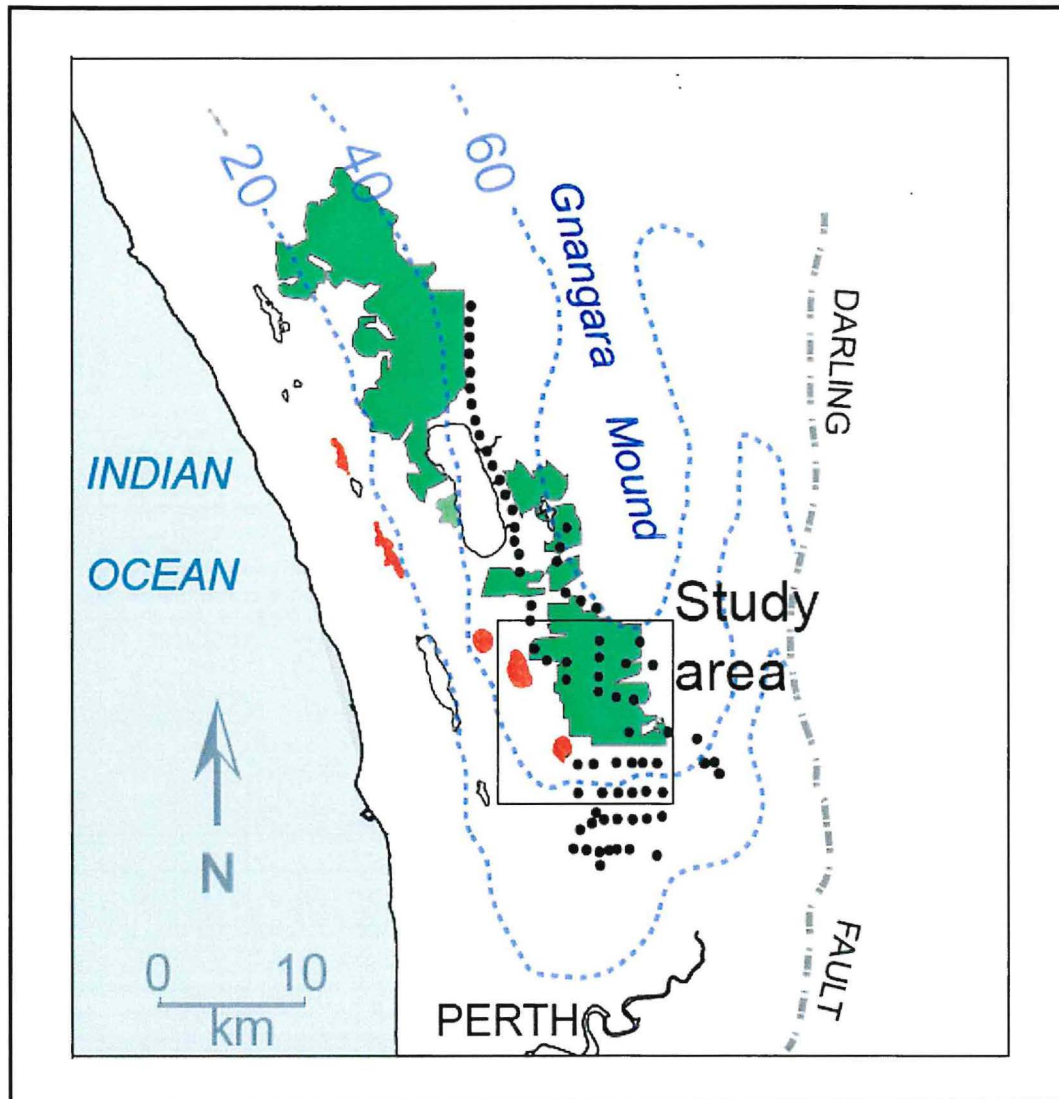 20
40
60
Gnangara
Mound
DARLING
INDIAN
OCEAN
Study
area
N
0 10
km
PERTH
FAULT